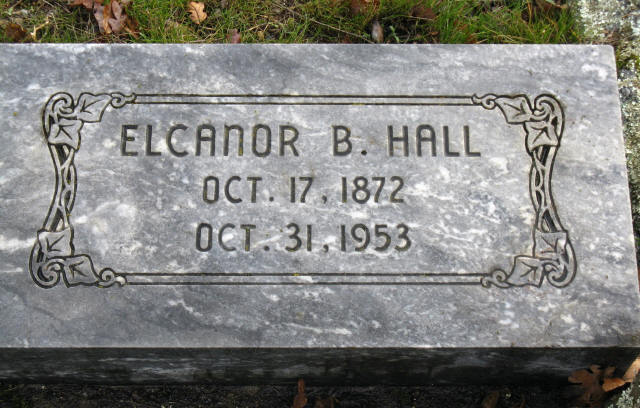 ELCANOR B. HALL
OCT. 17, 1872
OCT. 31, 1953